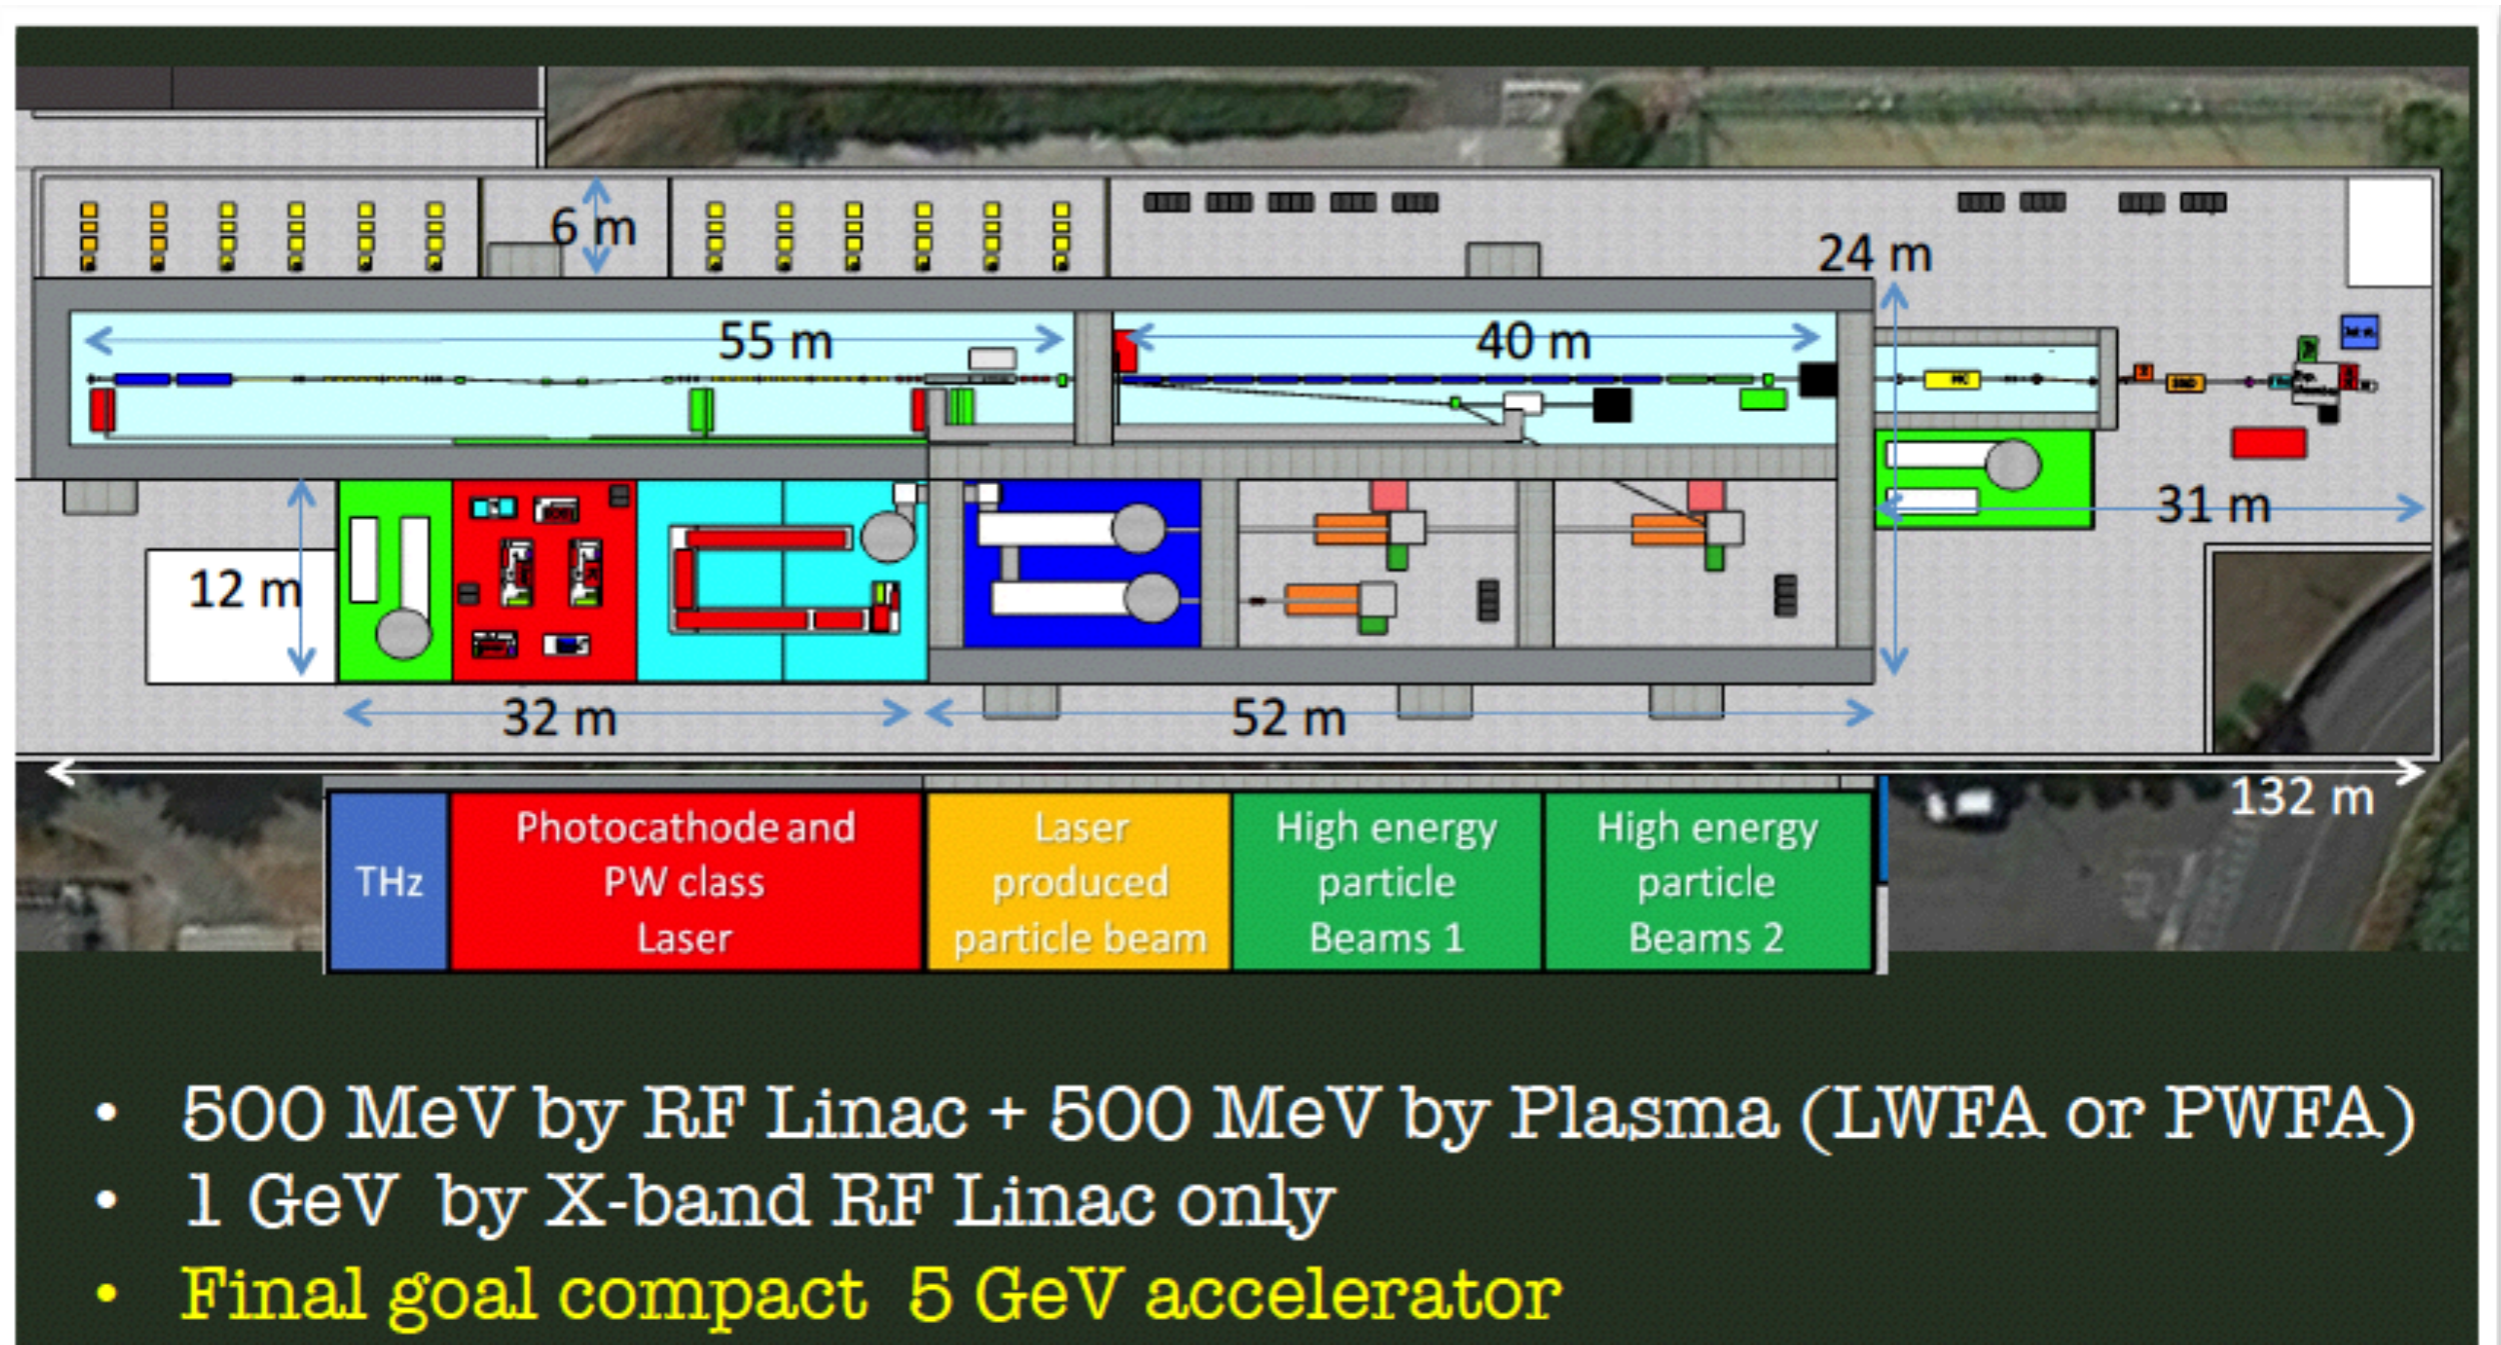 6 m
24 m
55 m
40 m
31 m
12 m
32 m
52 m
132 m
THz
Photocathode and
PW class
Laser
Laser
produced
particle beam
High energy
particle
Beams 1
High energy
particle
Beams 2
• 500 MeV by RF Linac + 500 MeV by Plasma (LWFA or PWFA)
• 1 GeV by X-band RF Linac only
• Final goal compact 5 GeV accelerator